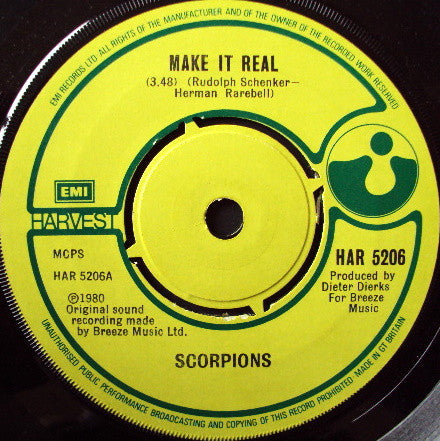 EMI RECORDS LTD ALL RIGHTS OF THE MANUFACTURER AND OF THE OWNER OF THE RECORDED WORK RESERVED
MAKE IT REAL
(3.48) (Rudolph Schenker—
Herman Rarebell)
EMI
HARVEST
MCPS
HAR 5206A
℗1980
Original sound
recording made
by Breeze Music Ltd.
HAR 5206
Produced by
Dieter Dierks
For Breeze
Music
SCORPIONS
UNAUTHORISED PUBLIC PERFORMANCE BROADCASTING AND COPYING OF THIS RECORD PROHIBITED MADE IN GT BRITAIN